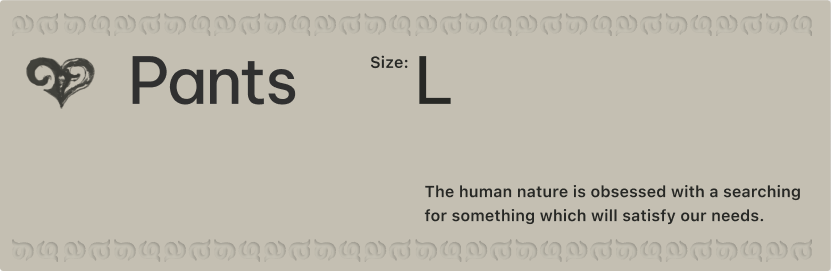 Pants
Size: L
The human nature is obsessed with a searching
for something which will satisfy our needs.